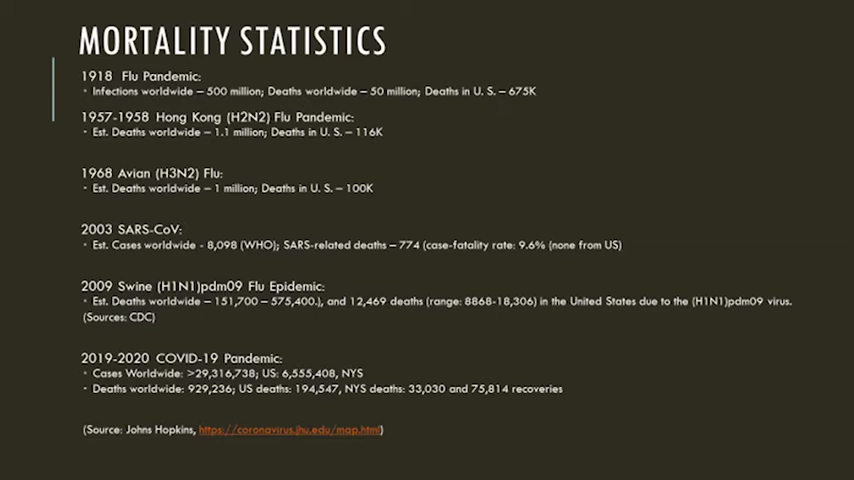 MORTALITY STATISTICS
1918 Flu Pandemic:
• Infections worldwide – 500 million; Deaths worldwide – 50 million; Deaths in U. S. – 675K
1957-1958 Hong Kong (H2N2) Flu Pandemic:
• Est. Deaths worldwide – 1.1 million; Deaths in U. S. – 116K
1968 Avian (H3N2) Flu:
• Est. Deaths worldwide – 1 million; Deaths in U. S. – 100K
2003 SARS-CoV:
• Est. Cases worldwide - 8,098 (WHO); SARS-related deaths – 774 (case-fatality rate: 9.6% (none from US)
2009 Swine (H1N1)pdm09 Flu Epidemic:
• Est. Deaths worldwide – 151,700 – 575,400.), and 12,469 deaths (range: 8868-18,306) in the United States due to the (H1N1)pdm09 virus.
(Sources: CDC)
2019-2020 COVID-19 Pandemic:
• Cases Worldwide: >29,316,738; US: 6,555,408, NYS
• Deaths worldwide: 929,236; US deaths: 194,547, NYS deaths: 33,030 and 75,814 recoveries
(Source: Johns Hopkins, https://coronavirus.jhu.edu/map.html)